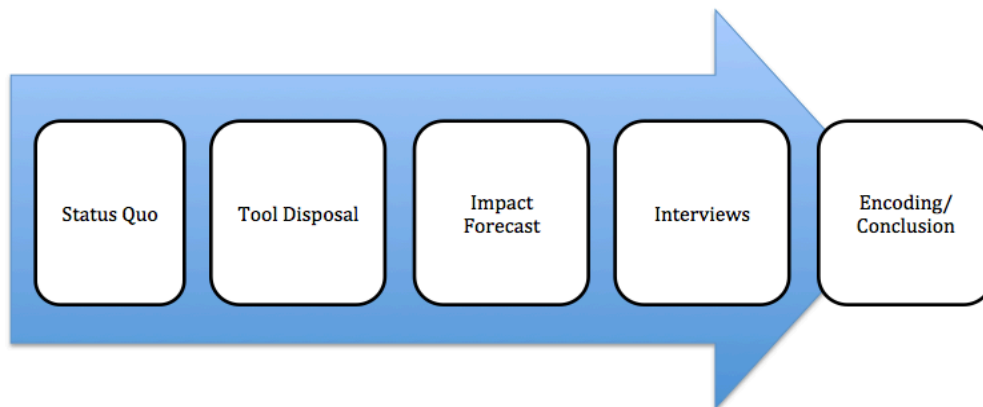 Status Quo
Tool Disposal
Impact
Forecast
Interviews
Encoding/
Conclusion